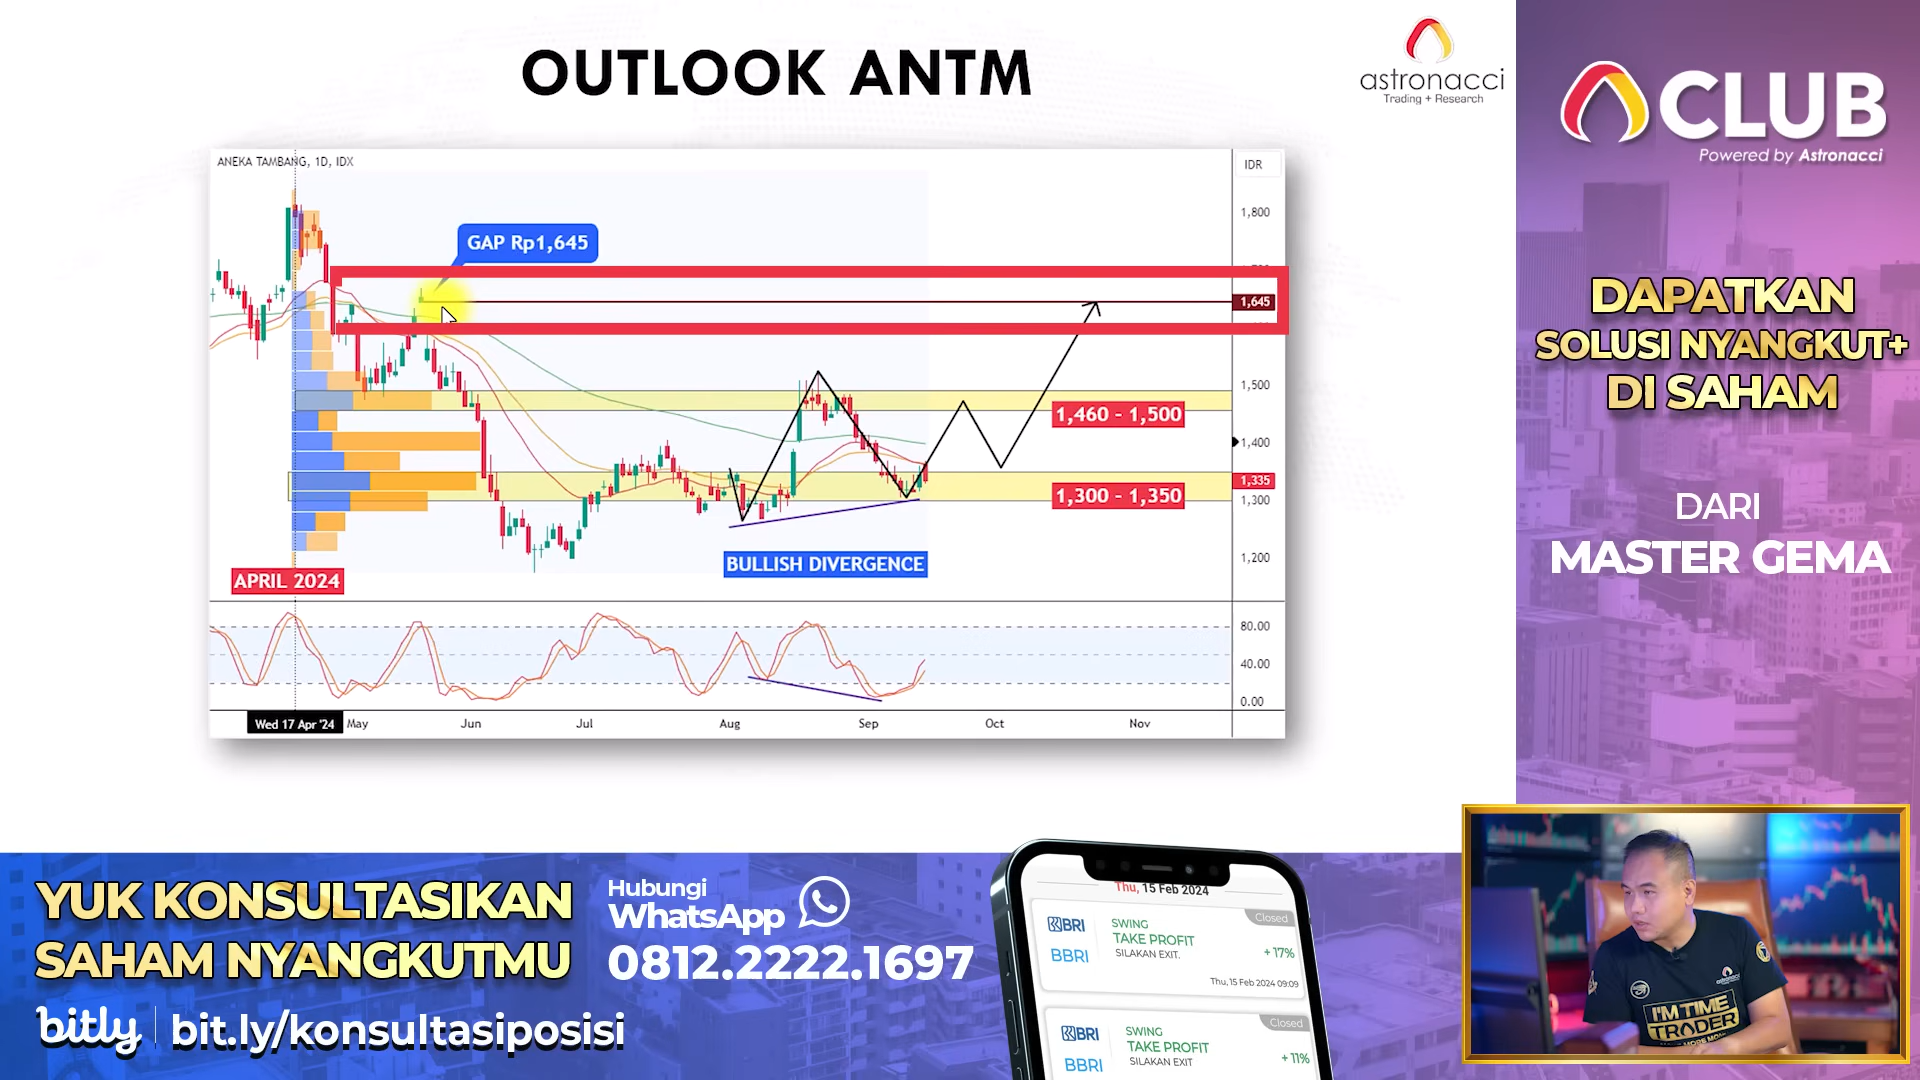 OUTLOOK ANTM
astronacci
Trading + Research
ANEKA TAMBANG, 1D, IDX
IDR
1,800
GAP Rp1,645
1,645
1,500
1,460 - 1,500
1,400
1,335
1,300 - 1,350
1,300
1,200
BULLISH DIVERGENCE
APRIL 2024
80.00
40.00
0.00
Wed 17 Apr '24
May
Jun
Jul
Aug
Sep
Oct
Nov
CLUB
Powered by Astronacci
DAPATKAN
SOLUSI NYANGKUT+
DI SAHAM
DARI
MASTER GEMA
YUK KONSULTASIKAN
SAHAM NYANGKUTMU
bitly
bit.ly/konsultasiposisi
Hubungi
WhatsApp
0812.2222.1697
Thu, 15 Feb 2024
Closed
BRI
SWING
BBRI
TAKE PROFIT
SILAKAN EXIT.
+ 17%
Thu, 15 Feb 2024 09:09
Closed
BRI
SWING
BBRI
TAKE PROFIT
SILAKAN EXIT
+ 11%
astronacci
I'M TIME
TRADER